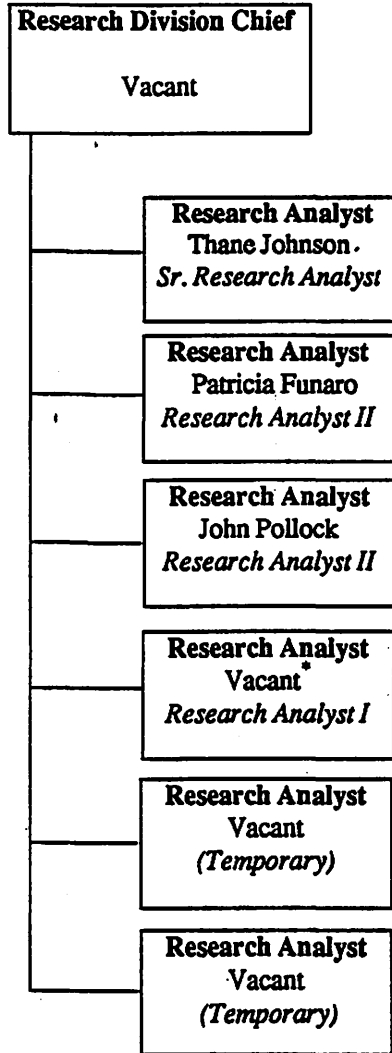 Research Division Chief
Vacant
Research Analyst
Thane Johnson
Sr. Research Analyst
Research Analyst
Patricia Funaro
Research Analyst II
Research Analyst
John Pollock
Research Analyst II
Research Analyst
Vacant*
Research Analyst I
Research Analyst
Vacant
(Temporary)
Research Analyst
Vacant
(Temporary)